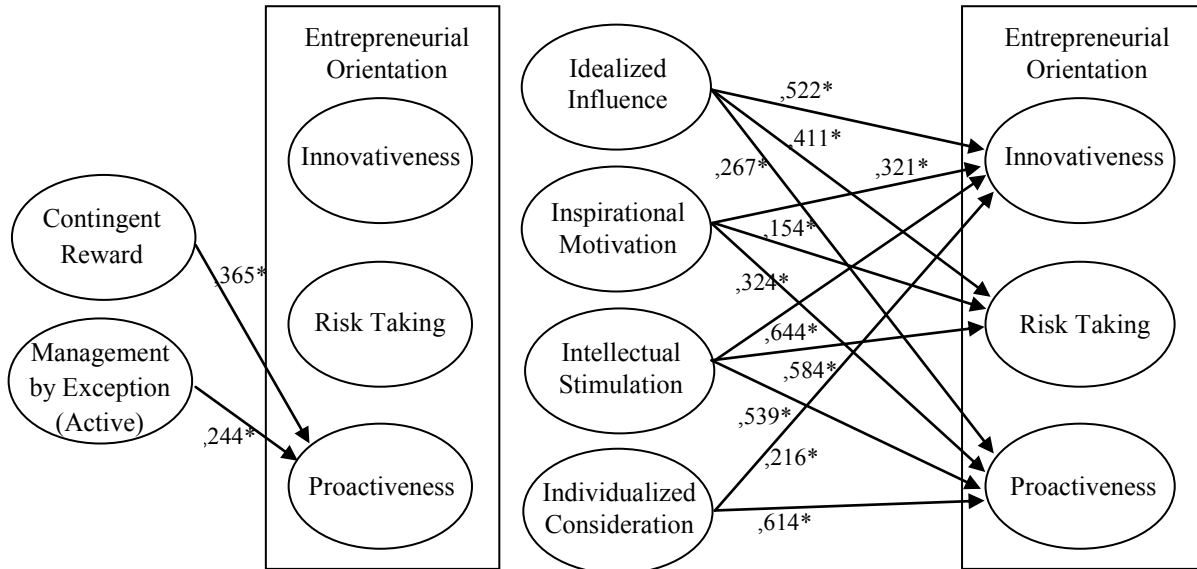 Entrepreneurial
Orientation
Innovativeness
Contingent
Reward
,365*
Risk Taking
Management
by Exception
(Active)
,244*
Proactiveness
Idealized
Influence
,522*
,411*
,267*
Inspirational
Motivation
,321*
,154*
,324*
Intellectual
Stimulation
,644*
,584*
,539*
Individualized
Consideration
,216*
,614*
Entrepreneurial
Orientation
Innovativeness
Risk Taking
Proactiveness